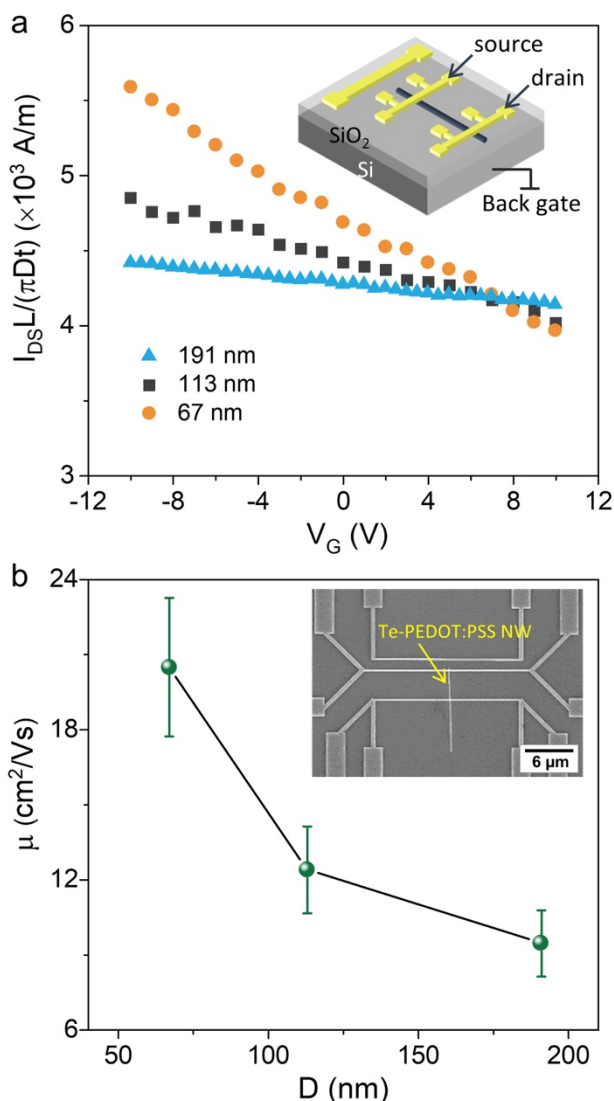 a
I_DS L/(πDt) (×10³ A/m)
6
5
4
3
-12 -8 -4 0 4 8 12
V_G (V)
191 nm
113 nm
67 nm
source
drain
SiO₂
Si
Back gate
b
μ (cm²/Vs)
24
18
12
6
50 100 150 200
D (nm)
Te-PEDOT:PSS NW
6 μm